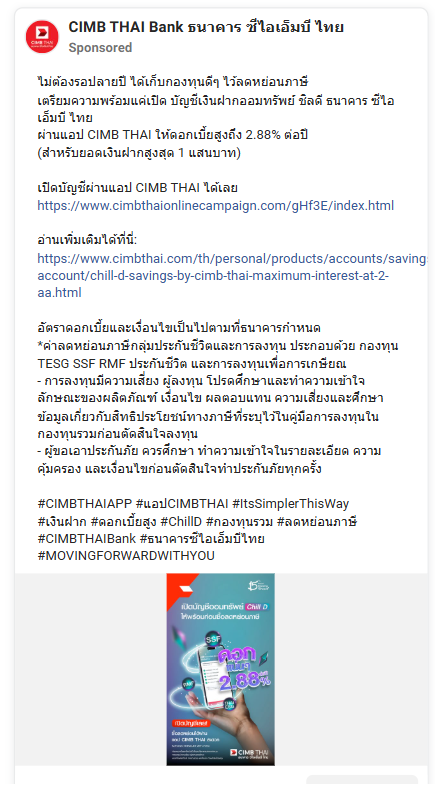 CIMB THAI Bank ธนาคาร ซีไอเอ็มบี ไทย
Sponsored
CIMB THAI
ไม่ต้องรอปลายปี ได้เก็บกองทุนดีๆ ไว้ลดหย่อนภาษี
เตรียมความพร้อมแค่เปิด บัญชีเงินฝากออมทรัพย์ ชิลดี ธนาคาร ซีไอ
เอ็มบี ไทย
ผ่านแอป CIMB THAI ให้ดอกเบี้ยสูงถึง 2.88% ต่อปี
(สำหรับยอดเงินฝากสูงสุด 1 แสนบาท)
เปิดบัญชีผ่านแอป CIMB THAI ได้เลย
https://www.cimbthaionlinecampaign.com/gHf3E/index.html
อ่านเพิ่มเติมได้ที่นี่:
https://www.cimbthai.com/th/personal/products/accounts/savings
account/chill-d-savings-by-cimb-thai-maximum-interest-at-2-
aa.html
อัตราดอกเบี้ยและเงื่อนไขเป็นไปตามที่ธนาคารกำหนด
*ค่าลดหย่อนภาษีกลุ่มประกันชีวิตและการลงทุน ประกอบด้วย กองทุน
TESG SSF RMF ประกันชีวิต และการลงทุนเพื่อการเกษียณ
- การลงทุนมีความเสี่ยง ผู้ลงทุน โปรดศึกษาและทำความเข้าใจ
ลักษณะของผลิตภัณฑ์ เงื่อนไข ผลตอบแทน ความเสี่ยงและศึกษา
ข้อมูลเกี่ยวกับสิทธิประโยชน์ทางภาษีที่ระบุไว้ในคู่มือการลงทุนใน
กองทุนรวมก่อนตัดสินใจลงทุน
- ผู้ขอเอาประกันภัย ควรศึกษา ทำความเข้าใจในรายละเอียด ความ
คุ้มครอง และเงื่อนไขก่อนตัดสินใจทำประกันภัยทุกครั้ง
#CIMBTHAIAPP #แอปCIMBTHAI #ItsSimplerThisWay
#เงินฝาก #ดอกเบี้ยสูง #ChillD #กองทุนรวม #ลดหย่อนภาษี
#CIMBTHAIBank #ธนาคารซีไอเอ็มบีไทย
#MOVINGFORWARDWITHYOU
เปิดบัญชีออมทรัพย์ Chill D
ให้พร้อมก่อนซื้อลดหย่อนภาษี
SSF
ดอก
2.88%
RMF
เปิดบัญชีเลย!
แอป CIMB THAI
CIMB THAI